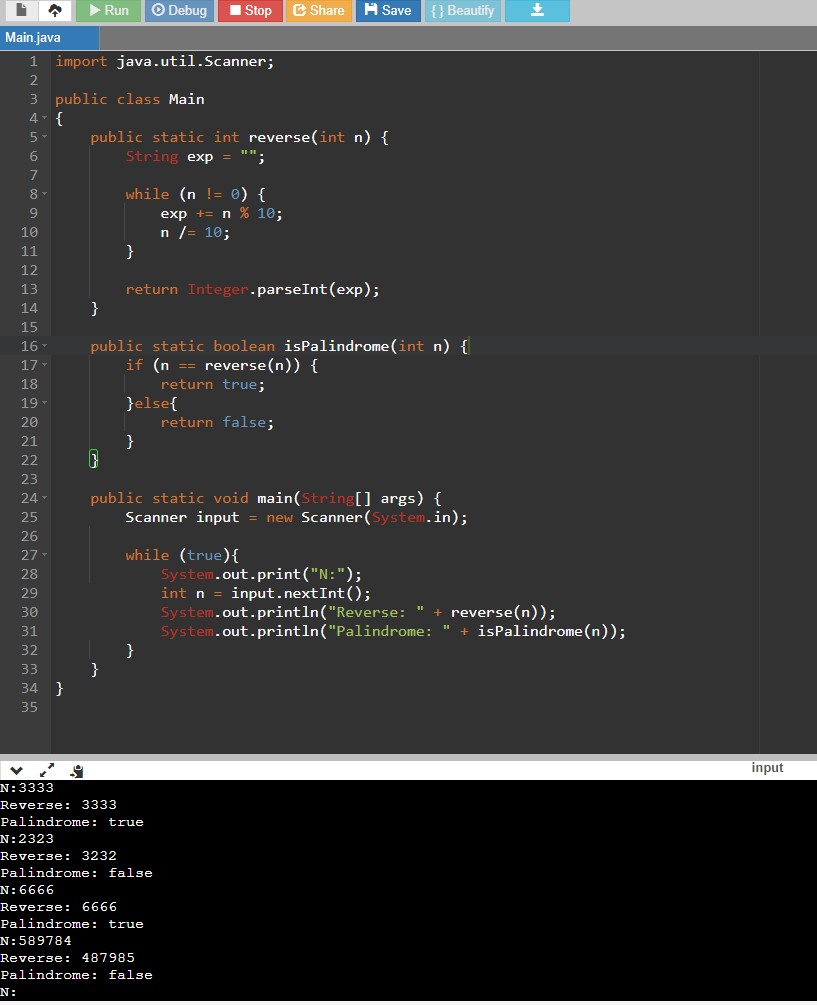 Run Debug Stop Share Save {} Beautify
Main.java
1 import java.util.Scanner;
2
3 public class Main
4 {
5     public static int reverse(int n) {
6         String exp = "";
7
8         while (n != 0) {
9             exp += n % 10;
10             n /= 10;
11         }
12
13         return Integer.parseInt(exp);
14     }
15
16     public static boolean isPalindrome(int n) {
17         if (n == reverse(n)) {
18             return true;
19         }else{
20             return false;
21         }
22     }
23
24     public static void main(String[] args) {
25         Scanner input = new Scanner(System.in);
26
27         while (true){
28             System.out.print("N:");
29             int n = input.nextInt();
30             System.out.println("Reverse: " + reverse(n));
31             System.out.println("Palindrome: " + isPalindrome(n));
32         }
33     }
34 }
35
input
N:3333
Reverse: 3333
Palindrome: true
N:2323
Reverse: 3232
Palindrome: false
N:6666
Reverse: 6666
Palindrome: true
N:589784
Reverse: 487985
Palindrome: false
N: